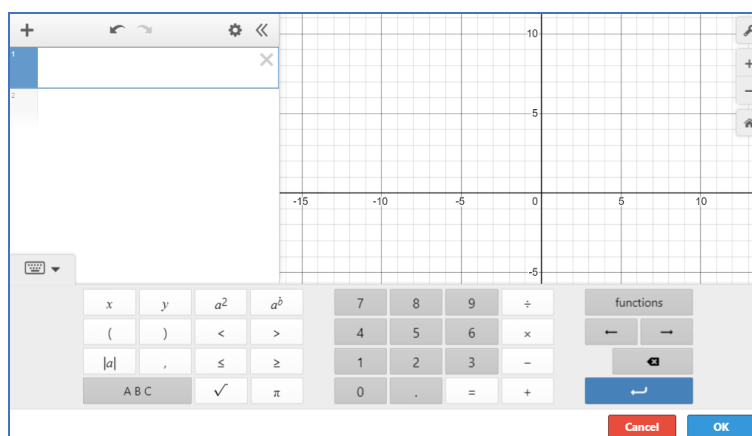 10
1
2
5
-15 -10 -5 0 5 10
-5
x y a² aᵇ 7 8 9 ÷ functions
( ) < > 4 5 6 × ← →
|a| , ≤ ≥ 1 2 3 −
A B C √ π 0 . = +
Cancel OK